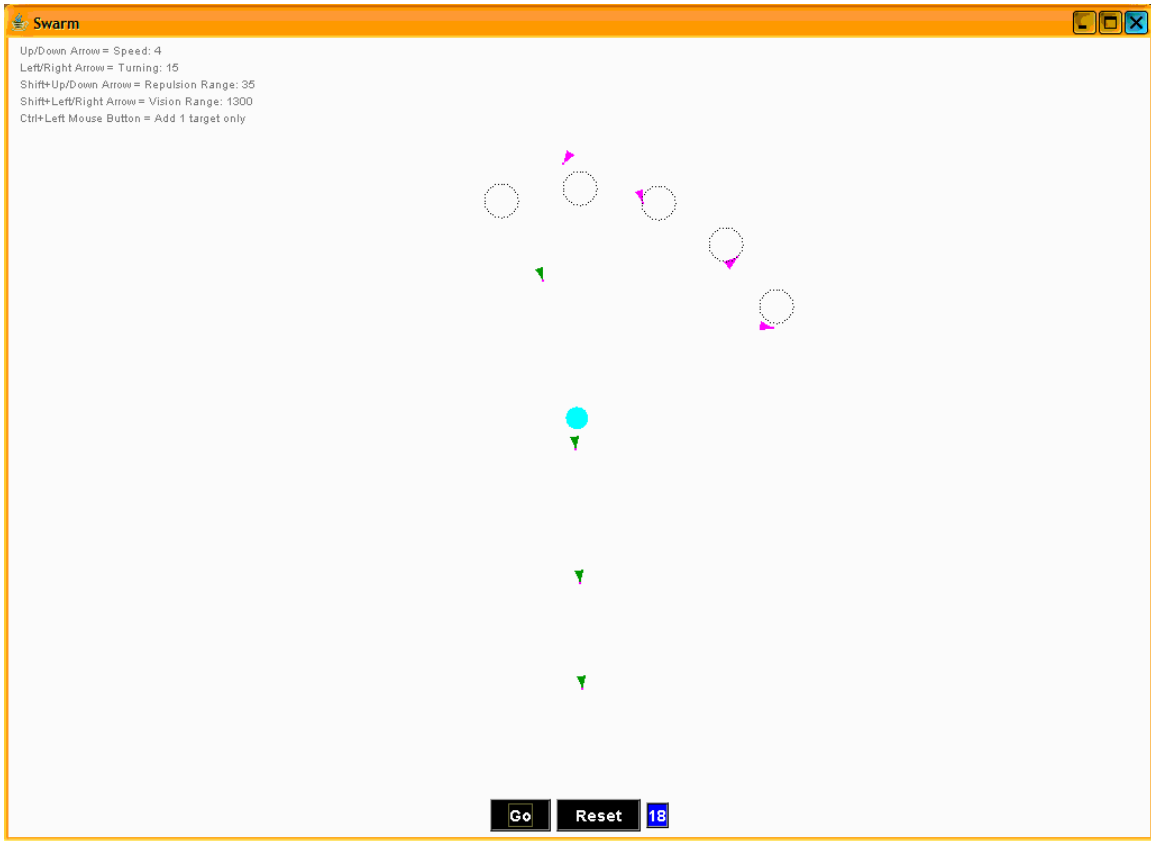 Swarm
Up/Down Arrow = Speed: 4
Left/Right Arrow = Turning: 15
Shift+Up/Down Arrow = Repulsion Range: 35
Shift+Left/Right Arrow = Vision Range: 1300
Ctrl+Left Mouse Button = Add 1 target only
Go Reset 18